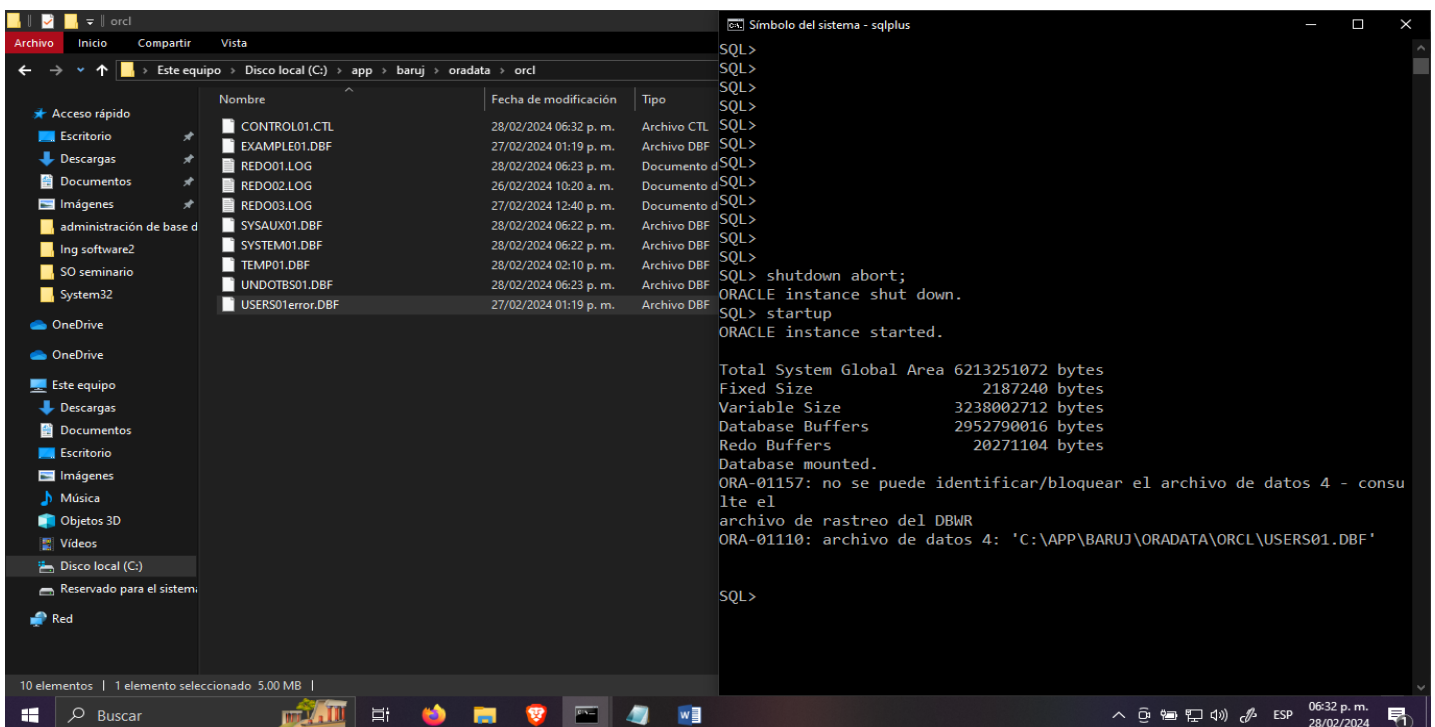 orcl
Archivo Inicio Compartir Vista
Este equipo > Disco local (C:) > app > baruj > oradata > orcl
Nombre Fecha de modificación Tipo
CONTROL01.CTL 28/02/2024 06:32 p. m. Archivo CTL
EXAMPLE01.DBF 27/02/2024 01:19 p. m. Archivo DBF
REDO01.LOG 28/02/2024 06:23 p. m. Documento d
REDO02.LOG 26/02/2024 10:20 a. m. Documento d
REDO03.LOG 27/02/2024 12:40 p. m. Documento d
SYSAUX01.DBF 28/02/2024 06:22 p. m. Archivo DBF
SYSTEM01.DBF 28/02/2024 06:22 p. m. Archivo DBF
TEMP01.DBF 28/02/2024 02:10 p. m. Archivo DBF
UNDOTBS01.DBF 28/02/2024 06:23 p. m. Archivo DBF
USERS01error.DBF 27/02/2024 01:19 p. m. Archivo DBF
Acceso rápido
Escritorio
Descargas
Documentos
Imágenes
administración de base d
Ing software2
SO seminario
System32
OneDrive
OneDrive
Este equipo
Descargas
Documentos
Escritorio
Imágenes
Música
Objetos 3D
Vídeos
Disco local (C:)
Reservado para el sistema
Red
10 elementos | 1 elemento seleccionado 5.00 MB |
Símbolo del sistema - sqlplus
SQL>
SQL>
SQL>
SQL>
SQL>
SQL>
SQL>
SQL>
SQL>
SQL>
SQL>
SQL>
SQL> shutdown abort;
ORACLE instance shut down.
SQL> startup
ORACLE instance started.
Total System Global Area 6213251072 bytes
Fixed Size 2187240 bytes
Variable Size 3238002712 bytes
Database Buffers 2952790016 bytes
Redo Buffers 20271104 bytes
Database mounted.
ORA-01157: no se puede identificar/bloquear el archivo de datos 4 - consu
lte el
archivo de rastreo del DBWR
ORA-01110: archivo de datos 4: 'C:\APP\BARUJ\ORADATA\ORCL\USERS01.DBF'
SQL>
Buscar
ESP
06:32 p. m.
28/02/2024